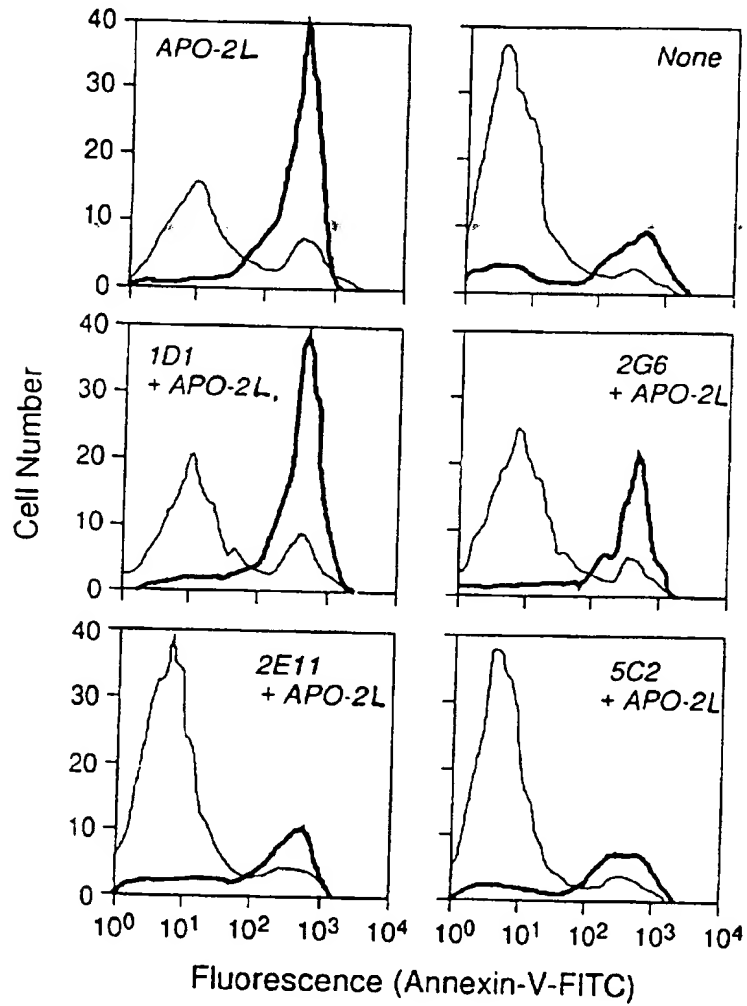 40
30
20
10
0
APO-2L
None
Cell Number
40
30
20
10
0
1D1
+ APO-2L,
2G6
+ APO-2L
40
30
20
10
0
2E11
+ APO-2L
5C2
+ APO-2L
10⁰ 10¹ 10² 10³ 10⁴
10⁰ 10¹ 10² 10³ 10⁴
Fluorescence (Annexin-V-FITC)